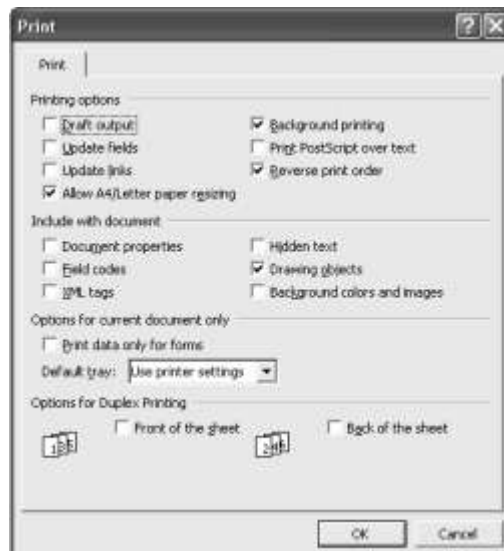 Print
Print
Printing options
Draft output
Background printing
Update fields
Print PostScript over text
Update links
Reverse print order
Allow A4/Letter paper resizing
Include with document
Document properties
Hidden text
Field codes
Drawing objects
XML tags
Background colors and images
Options for current document only
Print data only for forms
Default tray: Use printer settings
Options for Duplex Printing
Front of the sheet
Back of the sheet
OK Cancel